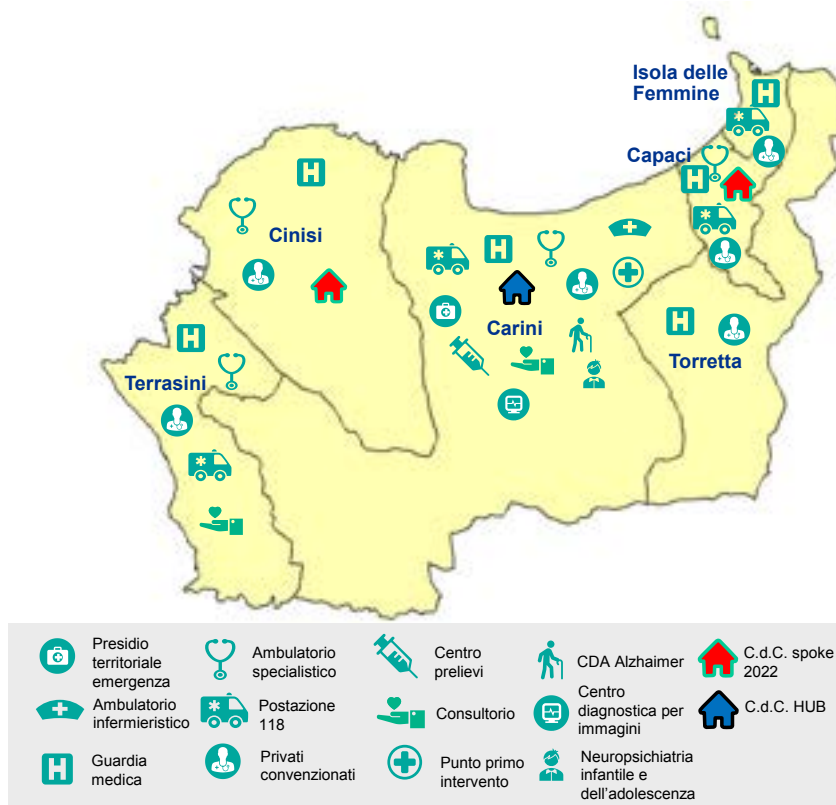 Isola delle
Femmine
Capaci
Cinisi
Carini
Torretta
Terrasini
Presidio
territoriale
emergenza
Ambulatorio
specialistico
Centro
prelievi
CDA Alzhaimer
C.d.C. spoke
2022
Ambulatorio
infermieristico
Postazione
118
Consultorio
Centro
diagnostica per
immagini
C.d.C. HUB
Guardia
medica
Privati
convenzionati
Punto primo
intervento
Neuropsichiatria
infantile e
dell'adolescenza